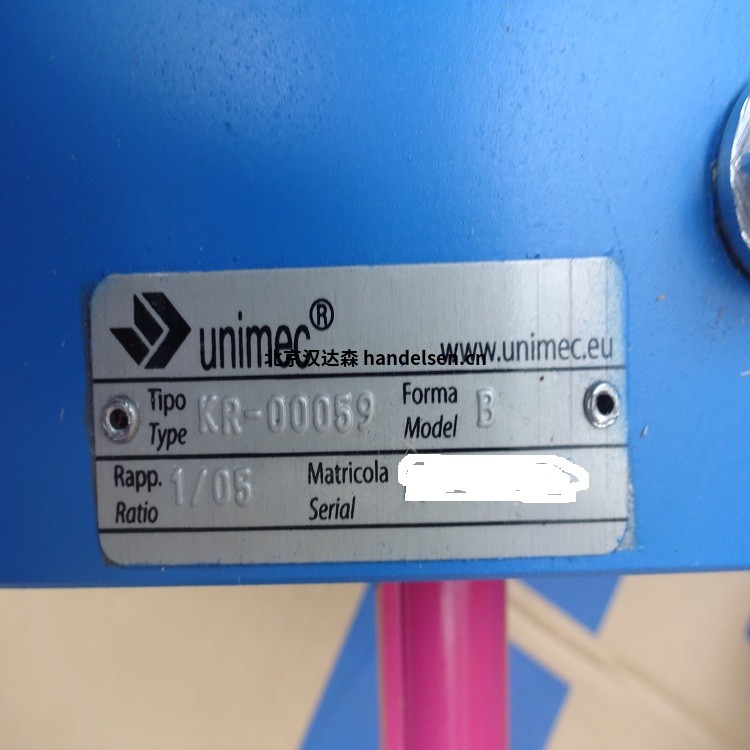 unimec®
www.unimec.eu
北京汉达森 handelsen.cn
Tipo
Type
KR-00059
Forma
Model
B
Rapp.
Ratio
1/05
Matricola
Serial